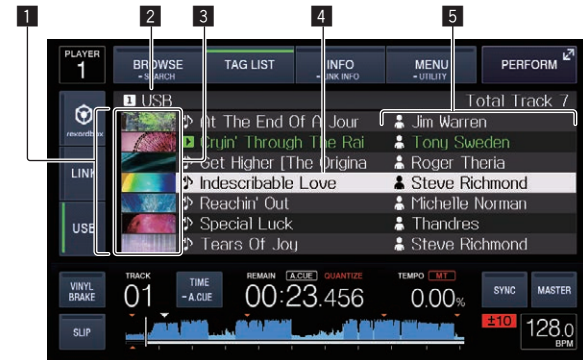 1
2
3
4
5
PLAYER 1
BROWSE
- SEARCH
TAG LIST
INFO
- LINK INFO
MENU
- UTILITY
PERFORM
rekordbox
LINK
USB
1 USB
Total Track 7
At The End Of A Jour Jim Warren
Cryin' Through The Rai Tony Sweden
Get Higher [The Origina Roger Theria
Indescribable Love Steve Richmond
Reachin' Out Michelle Norman
Special Luck Thandres
Tears Of Joy Steve Richmond
VINYL
BRAKE
TRACK
01
TIME
- A.CUE
REMAIN A.CUE QUANTIZE
00:23.456
TEMPO MT
0.00%
SYNC
MASTER
SLIP
±10
128.0
BPM